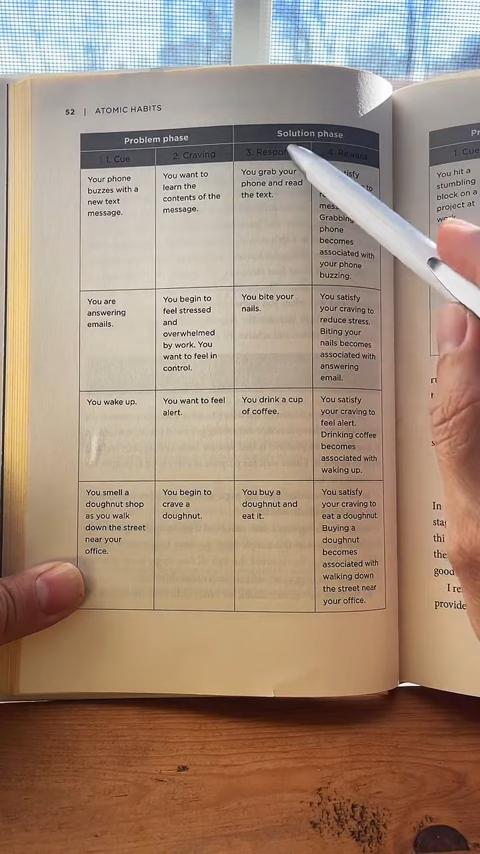 52 | ATOMIC HABITS
Problem phase
Solution phase
1. Cue
2. Craving
3. Respon
4. Reward
Your phone
buzzes with a
new text
message.
You want to
learn the
contents of the
message.
You grab your
phone and read
the text.
to
Grabbing
phone
becomes
associated with
your phone
buzzing.
You are
answering
emails.
You begin to
feel stressed
and
overwhelmed
by work. You
want to feel in
control.
You bite your
nails.
You satisfy
your craving to
reduce stress.
Biting your
nails becomes
associated with
answering
email.
You wake up.
You want to feel
alert.
You drink a cup
of coffee.
You satisfy
your craving to
feel alert.
Drinking coffee
becomes
associated with
waking up.
You smell a
doughnut shop
as you walk
down the street
near your
office.
You begin to
crave a
doughnut.
You buy a
doughnut and
eat it.
You satisfy
your craving to
eat a doughnut.
Buying a
doughnut
becomes
associated with
walking down
the street near
your office.
1. Cue
You hit a
stumbling
block on a
project at
In
good
I re
provide